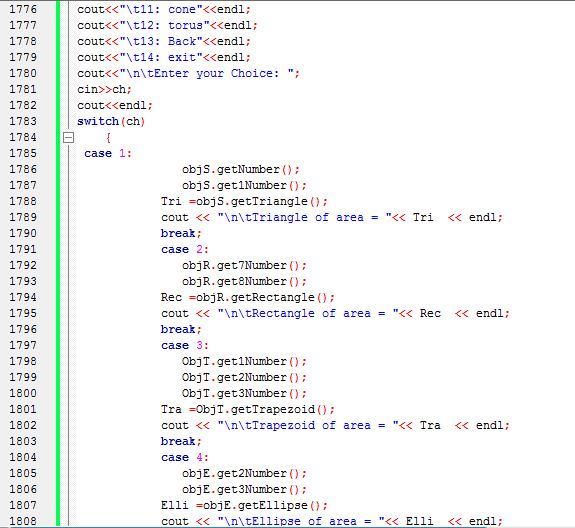 1776 cout<<"\t11: cone"<<endl;
1777 cout<<"\t12: torus"<<endl;
1778 cout<<"\t13: Back"<<endl;
1779 cout<<"\t14: exit"<<endl;
1780 cout<<"\n\tEnter your Choice: ";
1781 cin>>ch;
1782 cout<<endl;
1783 switch(ch)
1784 {
1785 case 1:
1786 objS.getNumber();
1787 objS.get1Number();
1788 Tri =objS.getTriangle();
1789 cout << "\n\tTriangle of area = "<< Tri << endl;
1790 break;
1791 case 2:
1792 objR.get7Number();
1793 objR.get8Number();
1794 Rec =objR.getRectangle();
1795 cout << "\n\tRectangle of area = "<< Rec << endl;
1796 break;
1797 case 3:
1798 ObjT.get1Number();
1799 ObjT.get2Number();
1800 ObjT.get3Number();
1801 Tra =ObjT.getTrapezoid();
1802 cout << "\n\tTrapezoid of area = "<< Tra << endl;
1803 break;
1804 case 4:
1805 objE.get2Number();
1806 objE.get3Number();
1807 Elli =objE.getEllipse();
1808 cout << "\n\tEllipse of area = "<< Elli << endl;